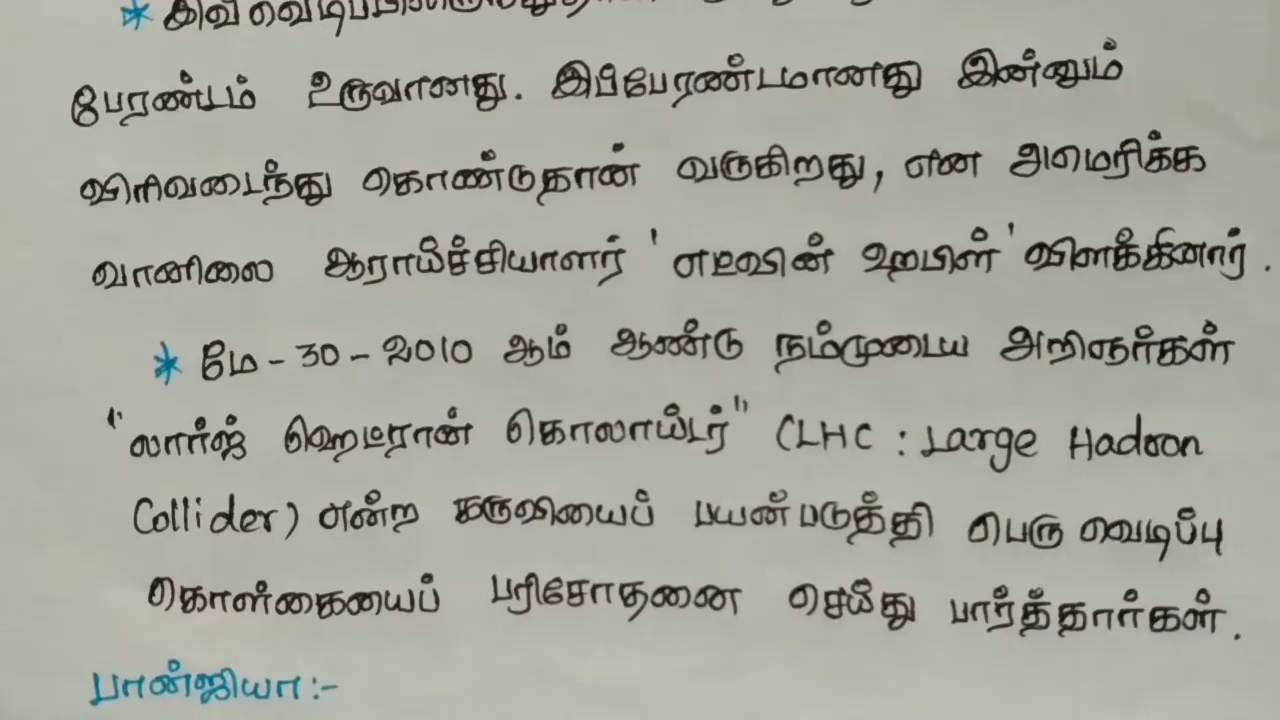 * இவ்வெடிப்பிலிருந்துதான்
பேரண்டம் உருவானது. இப்பேரண்டமானது இன்னும்
விரிவடைந்து கொண்டுதான் வருகிறது, என அமெரிக்க
வானிலை ஆராய்ச்சியாளர் 'எட்வின் ஹபிள்' விளக்கினார்.
* மே-30-2010 ஆம் ஆண்டு நம்முடைய அறிஞர்கள்
"லார்ஜ் ஹெட்ரான் கொலாய்டர்" (LHC : Large Hadron
Collider) என்ற கருவியைப் பயன்படுத்தி பெரு வெடிப்பு
கொள்கையைப் பரிசோதனை செய்து பார்த்தார்கள்.
பான்ஜியா:-